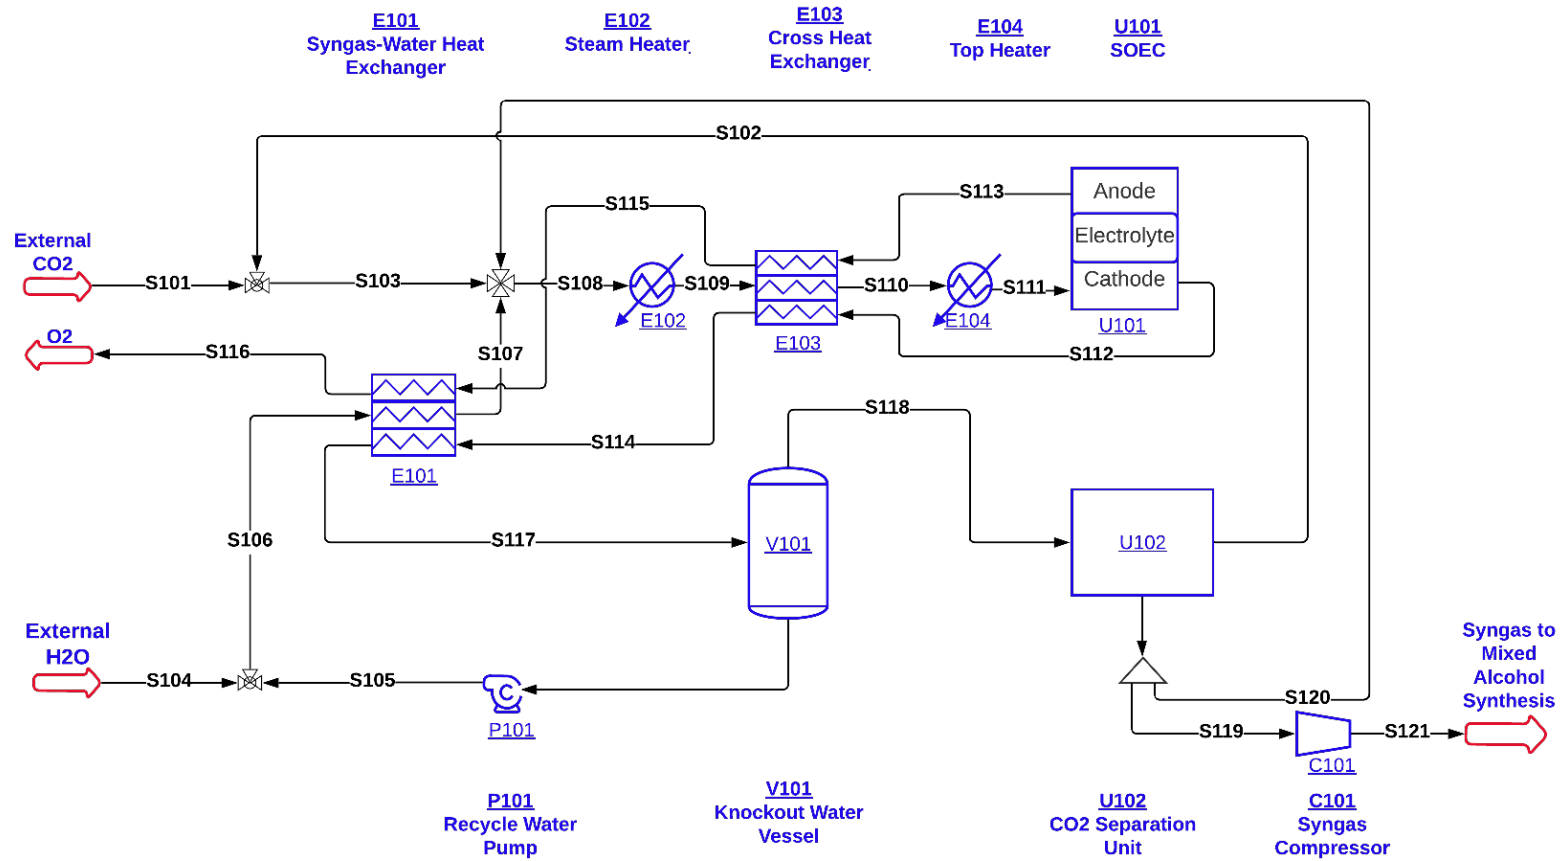 E101
Syngas-Water Heat
Exchanger
E102
Steam Heater.
E103
Cross Heat
Exchanger.
E104
Top Heater
U101
SOEC
S102
S113
Anode
Electrolyte
Cathode
U101
S115
External
CO2
S101
S103
S108
S109
S110
S111
E102
E104
E103
S112
O2
S116
S107
E101
S114
S118
S106
S117
V101
U102
External
H2O
S104
S105
C
P101
S120
S119
S121
C101
Syngas to
Mixed
Alcohol
Synthesis
P101
Recycle Water
Pump
V101
Knockout Water
Vessel
U102
CO2 Separation
Unit
C101
Syngas
Compressor